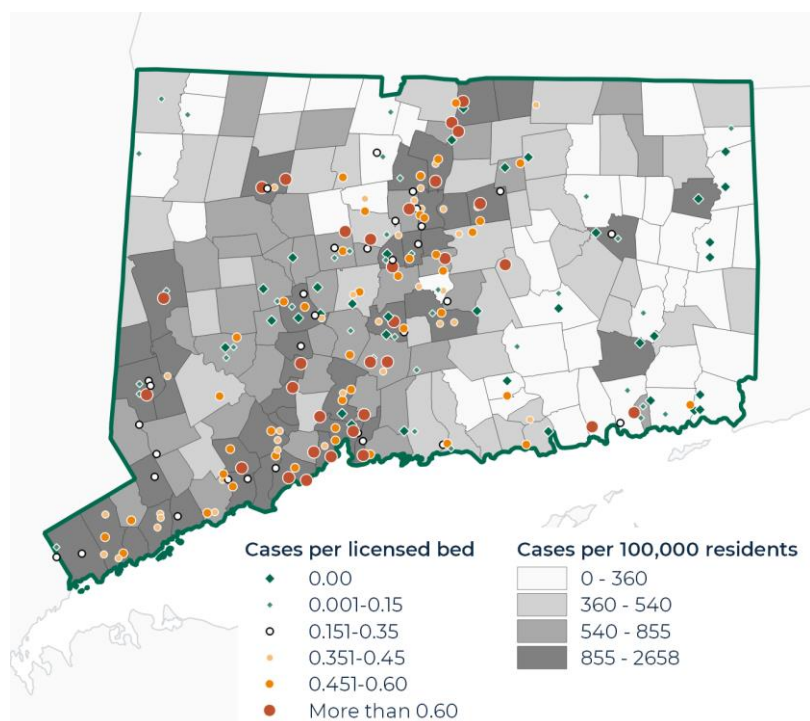 Cases per licensed bed
0.00
0.001-0.15
0.151-0.35
0.351-0.45
0.451-0.60
More than 0.60
Cases per 100,000 residents
0 - 360
360 - 540
540 - 855
855 - 2658